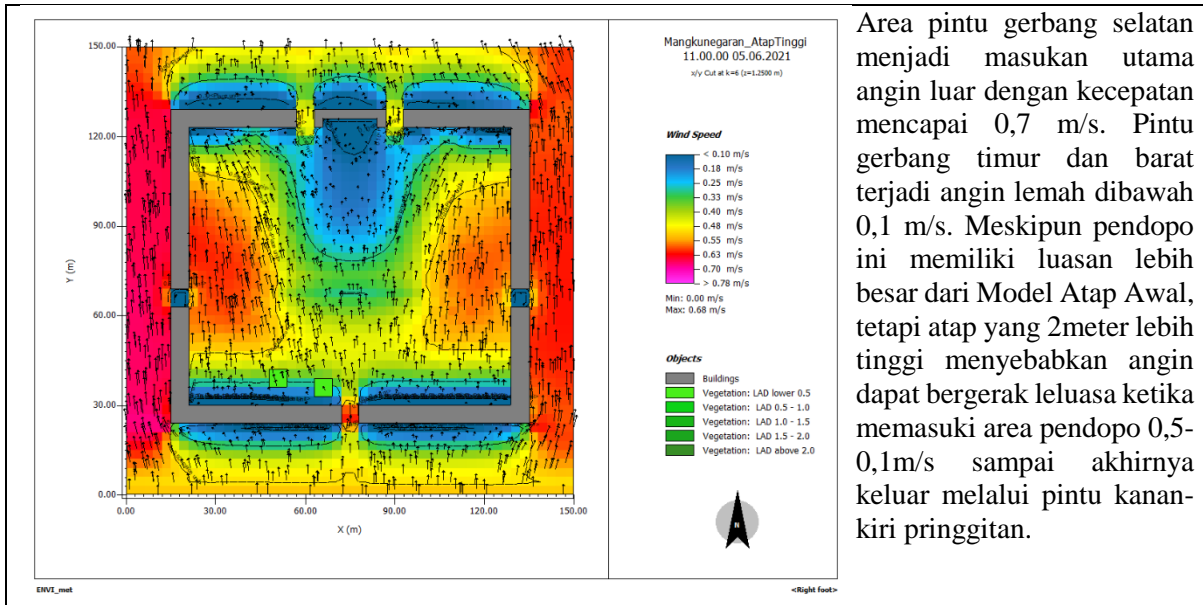 Mangkunegaran_AtapTinggi
11.00.00 05.06.2021
x/y Cut at k=6 (z=1.2500 m)
150.00
120.00
90.00
60.00
30.00
0.00
Y (m)
0.00 30.00 60.00 90.00 120.00 150.00
X (m)
Wind Speed
< 0.10 m/s
0.18 m/s
0.25 m/s
0.33 m/s
0.40 m/s
0.48 m/s
0.55 m/s
0.63 m/s
0.70 m/s
> 0.78 m/s
Min: 0.00 m/s
Max: 0.68 m/s
Objects
Buildings
Vegetation: LAD lower 0.5
Vegetation: LAD 0.5 - 1.0
Vegetation: LAD 1.0 - 1.5
Vegetation: LAD 1.5 - 2.0
Vegetation: LAD above 2.0
N
ENVI_met
<Right foot>
Area pintu gerbang selatan
menjadi masukan utama
angin luar dengan kecepatan
mencapai 0,7 m/s. Pintu
gerbang timur dan barat
terjadi angin lemah dibawah
0,1 m/s. Meskipun pendopo
ini memiliki luasan lebih
besar dari Model Atap Awal,
tetapi atap yang 2meter lebih
tinggi menyebabkan angin
dapat bergerak leluasa ketika
memasuki area pendopo 0,5-
0,1m/s sampai akhirnya
keluar melalui pintu kanan-
kiri pringgitan.